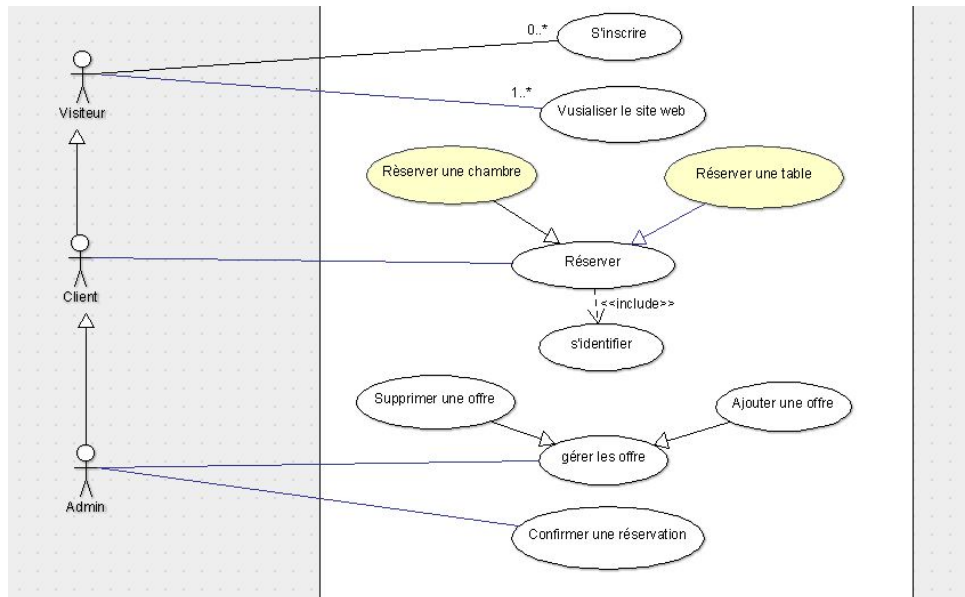 0..*
S'inscrire
Visiteur
1..*
Vusialiser le site web
Rèserver une chambre
Réserver une table
Client
Réserver
<<include>>
s'identifier
Supprimer une offre
Ajouter une offre
gérer les offre
Admin
Confirmer une réservation